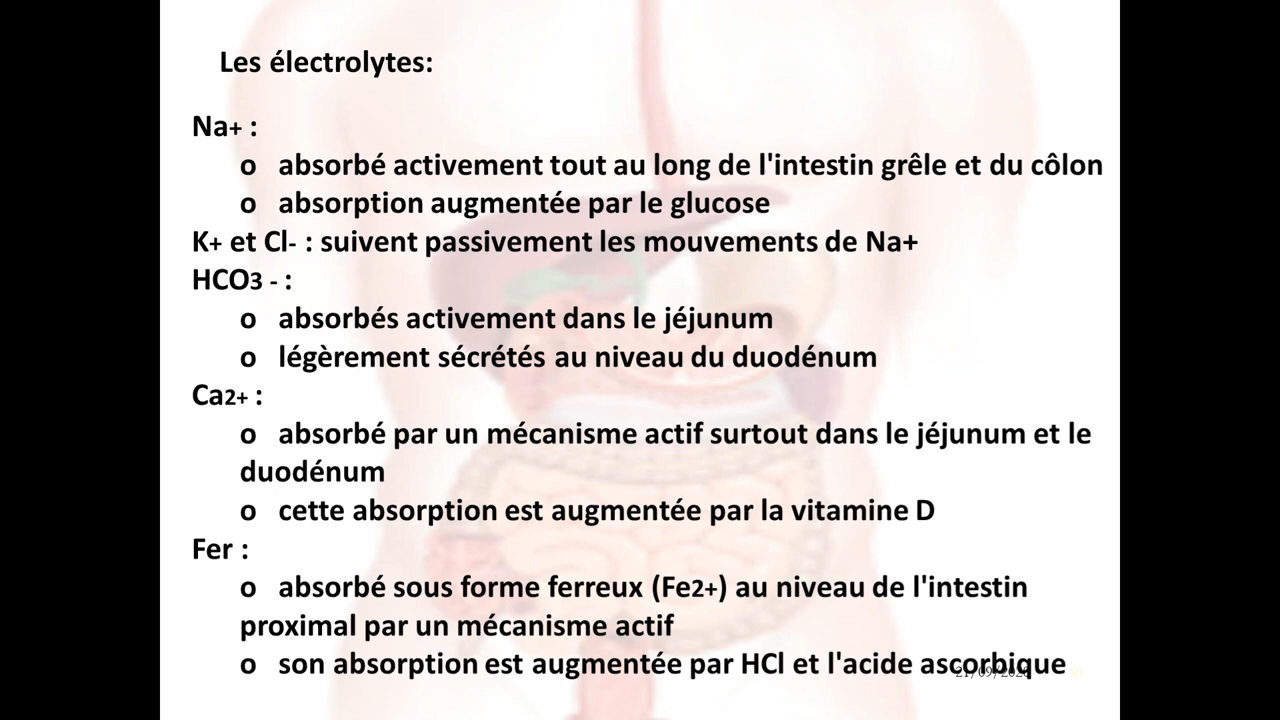 Les électrolytes:
Na+ :
o absorbé activement tout au long de l'intestin grêle et du côlon
o absorption augmentée par le glucose
K+ et Cl- : suivent passivement les mouvements de Na+
HCO3 - :
o absorbés activement dans le jéjunum
o légèrement sécrétés au niveau du duodénum
Ca2+ :
o absorbé par un mécanisme actif surtout dans le jéjunum et le
duodénum
o cette absorption est augmentée par la vitamine D
Fer :
o absorbé sous forme ferreux (Fe2+) au niveau de l'intestin
proximal par un mécanisme actif
o son absorption est augmentée par HCl et l'acide ascorbique